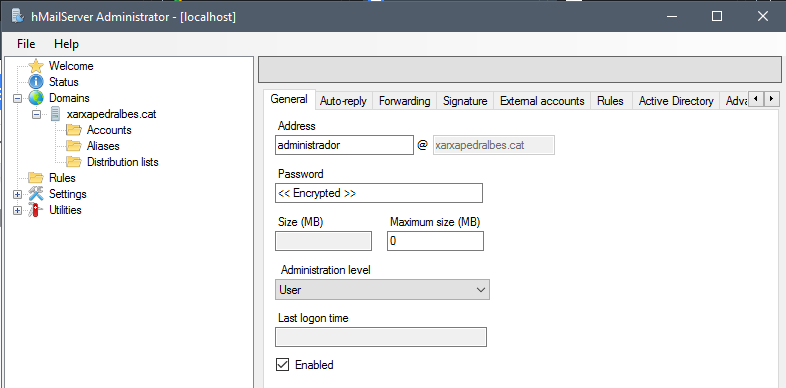 hMailServer Administrator - [localhost]
File Help
Welcome
Status
Domains
xarxapedralbes.cat
Accounts
Aliases
Distribution lists
Rules
Settings
Utilities
General Auto-reply Forwarding Signature External accounts Rules Active Directory Adva
Address
administrador @ xarxapedralbes.cat
Password
<< Encrypted >>
Size (MB) Maximum size (MB)
0
Administration level
User
Last logon time
Enabled